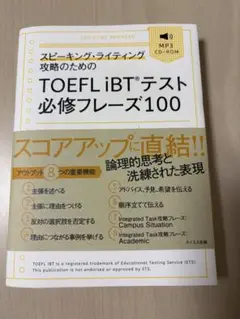 MP3
CD-ROM
スピーキング・ライティング
攻略のための
TOEFL iBT®テスト
必修フレーズ100
スコアアップに直結!!
アウトプット8つの重要機能
論理的思考と
洗練された表現
主張を述べる
主張に理由をつける
反対の選択肢を否定する
理由につながる事例を挙げる
アドバイス、予見、希望を伝える
順序立てて伝える
Integrated Task攻略フレーズ:
Campus Situation
Integrated Task攻略フレーズ:
Academic
TOEFL iBT is a registered trademark of Educational Testing Service (ETS).
This publication is not endorsed or approved by ETS.